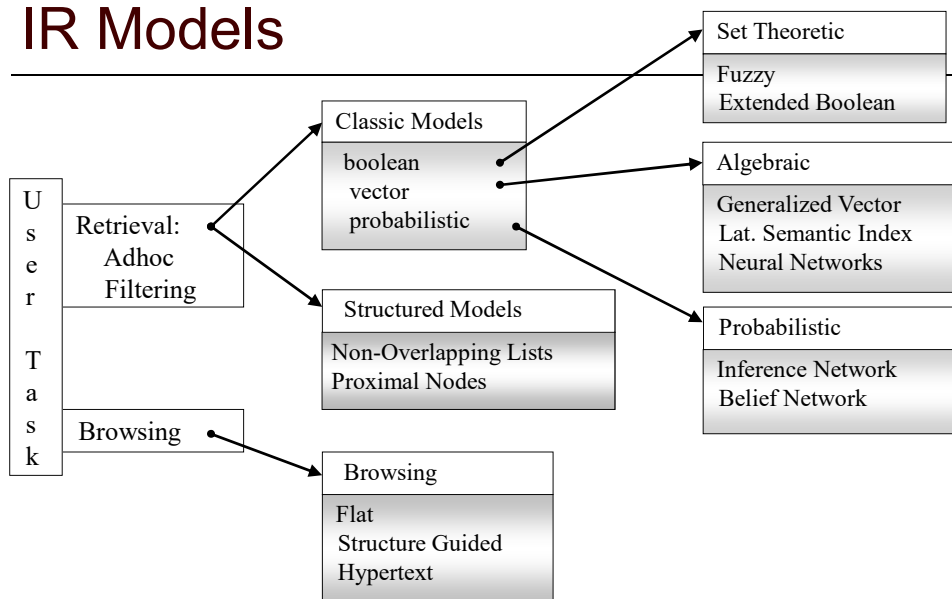 IR Models
User Task
Retrieval:
Adhoc
Filtering
Browsing
Classic Models
boolean
vector
probabilistic
Structured Models
Non-Overlapping Lists
Proximal Nodes
Browsing
Flat
Structure Guided
Hypertext
Set Theoretic
Fuzzy
Extended Boolean
Algebraic
Generalized Vector
Lat. Semantic Index
Neural Networks
Probabilistic
Inference Network
Belief Network